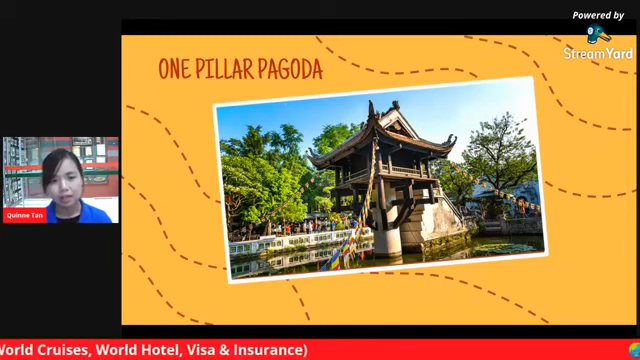 Powered by
StreamYard
ONE PILLAR PAGODA
Quinne Tan
World Cruises, World Hotel, Visa & Insurance)